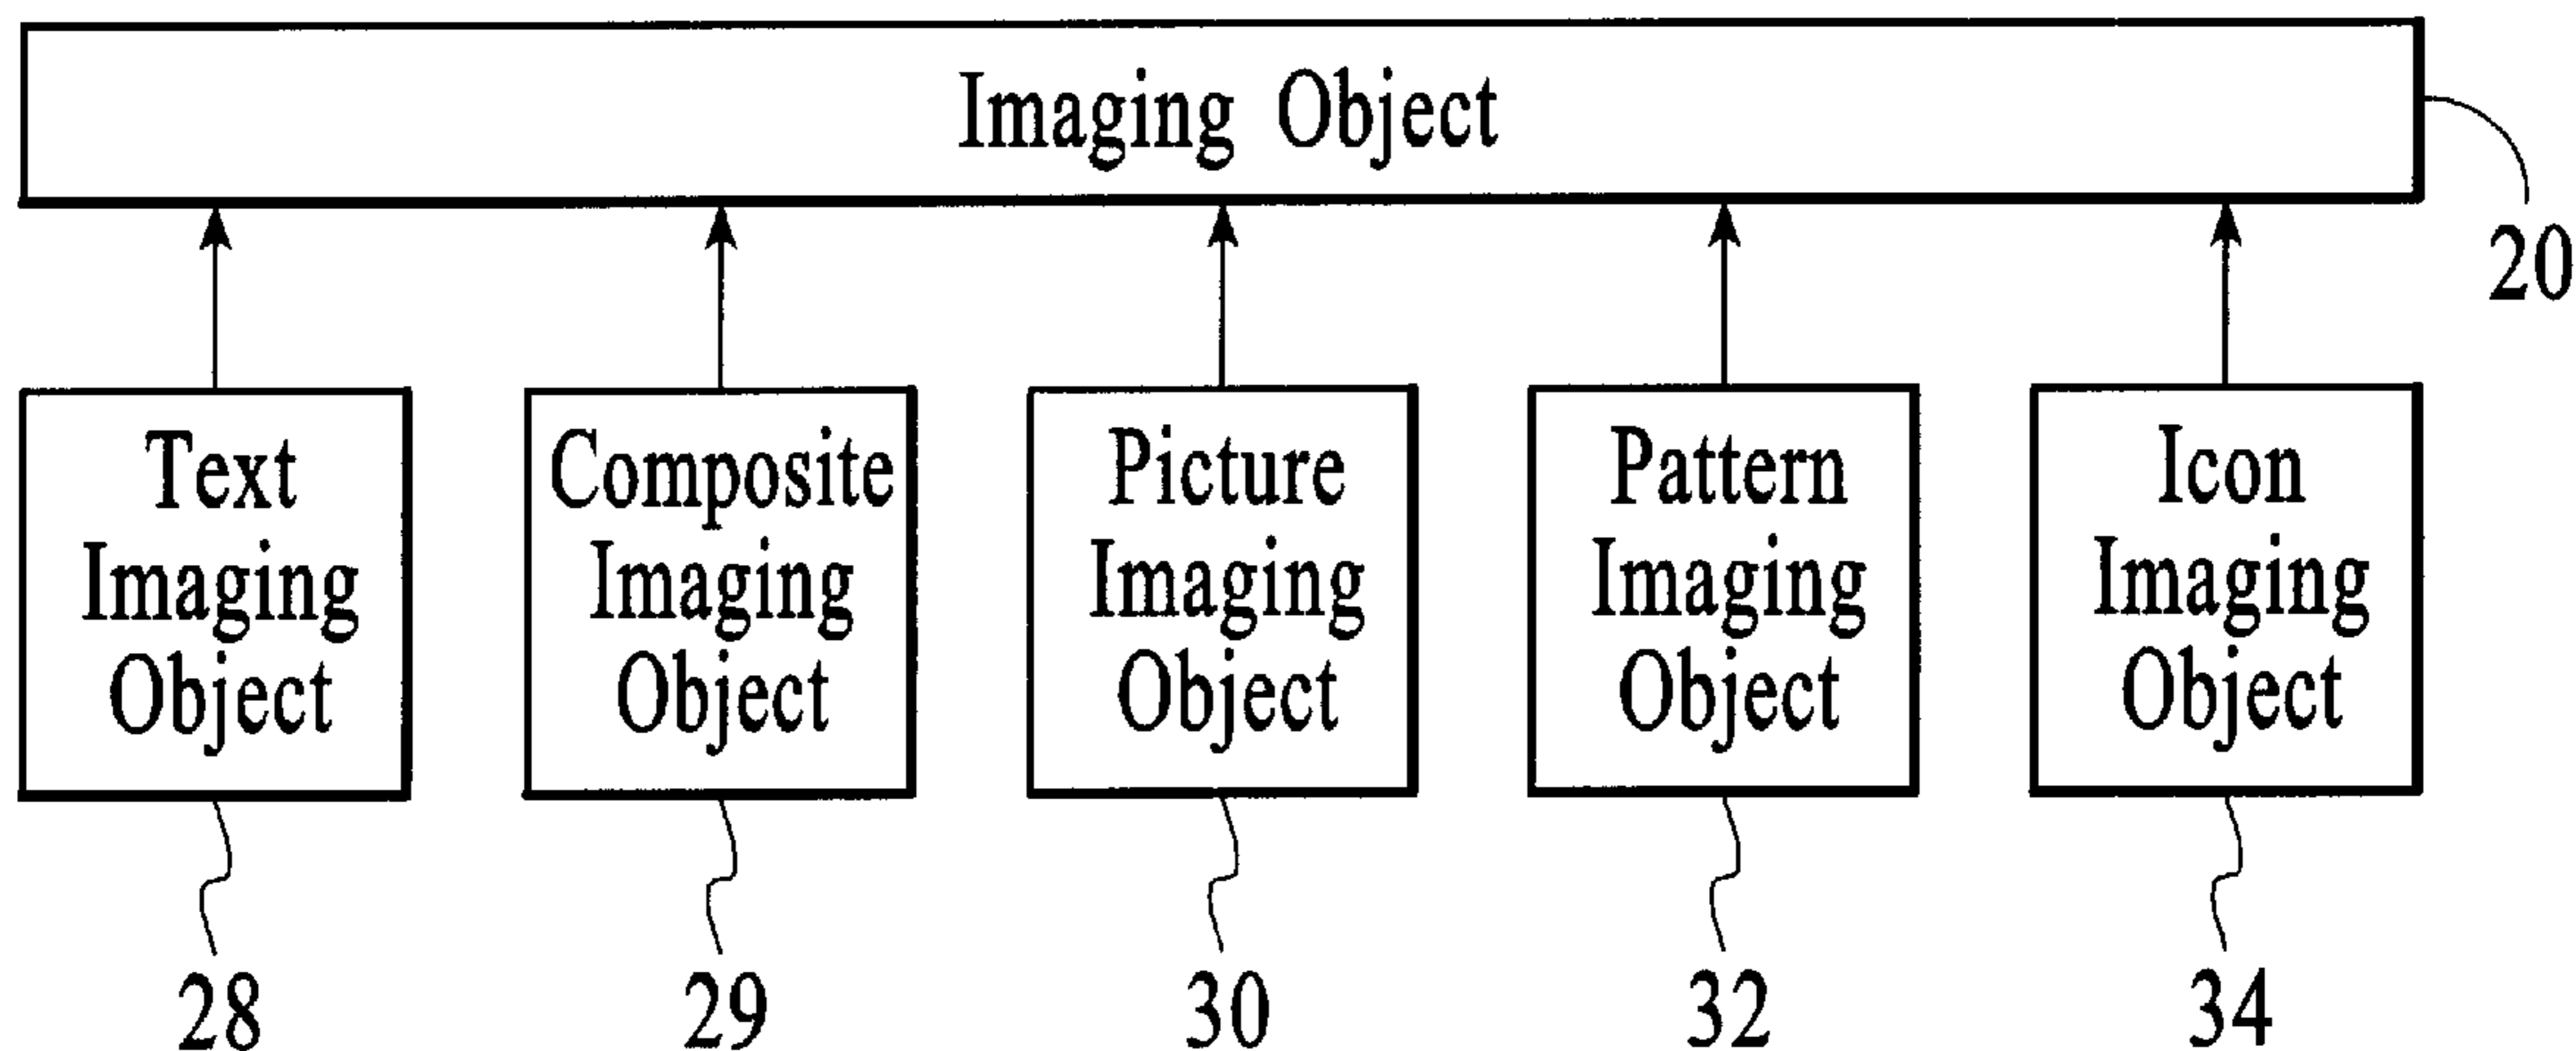 Imaging Object
20
Text
Imaging
Object
Composite
Imaging
Object
Picture
Imaging
Object
Pattern
Imaging
Object
Icon
Imaging
Object
28
29
30
32
34